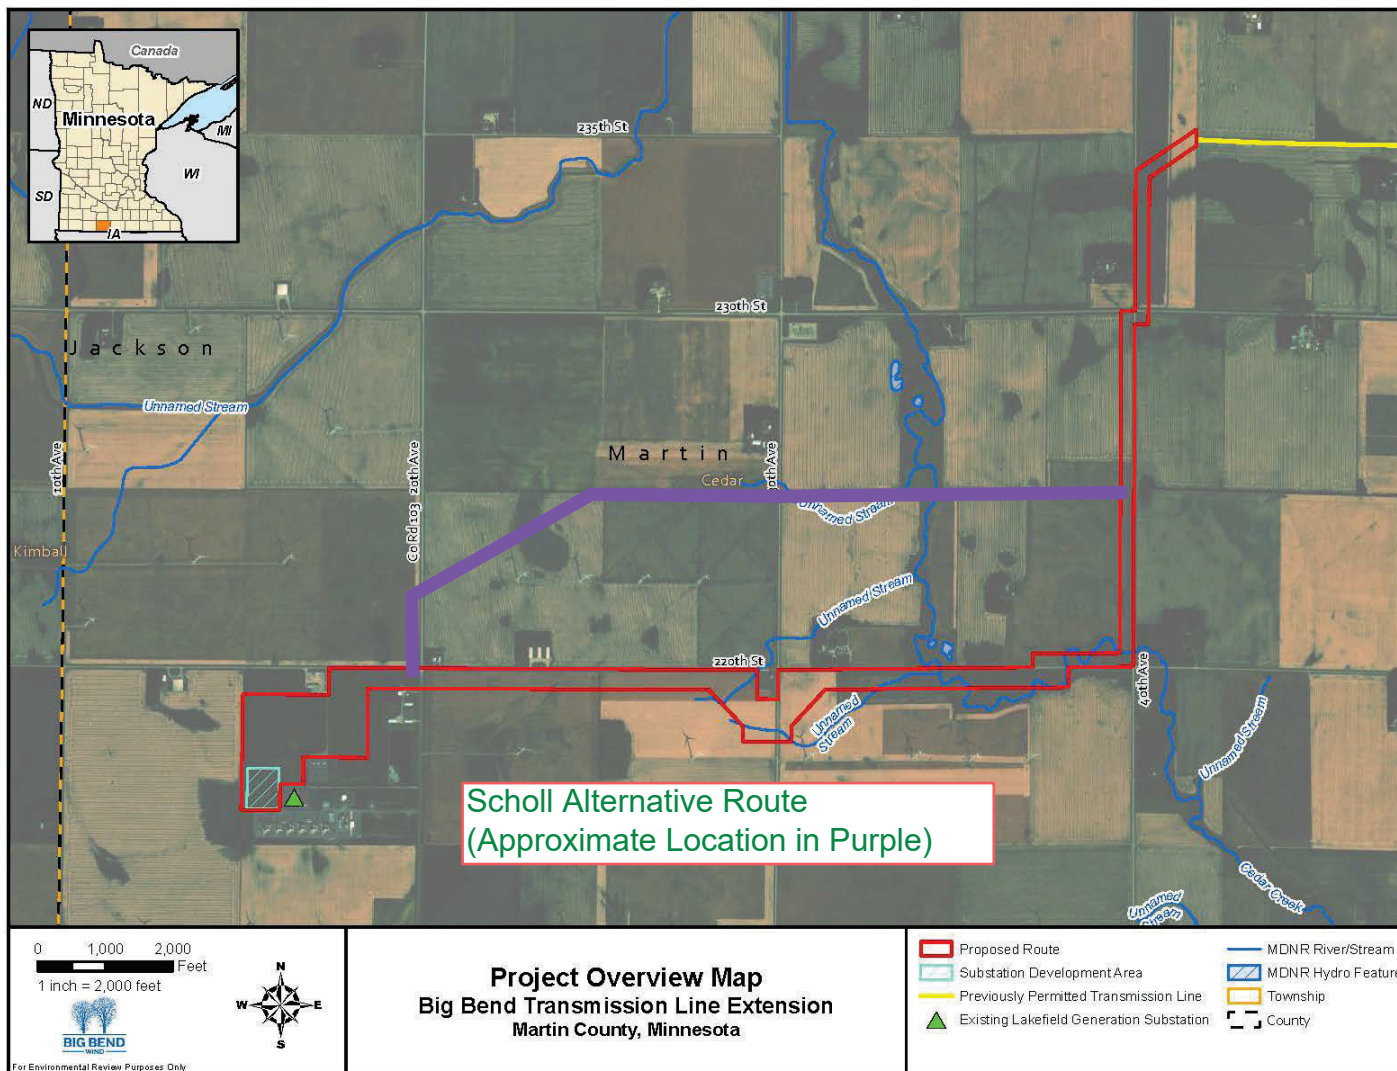 Canada
ND
Minnesota
MI
SD
WI
IA
235th St
230th St
Jackson
Unnamed Stream
10th Ave
Co Rd 103 20th Ave
Martin
Cedar
Unnamed Stream
Kimball
Unnamed Stream
220th St
Unnamed
Stream
40th Ave
Unnamed Stream
Cedar Creek
Unnamed
Stream
Scholl Alternative Route
(Approximate Location in Purple)
0 1,000 2,000
Feet
1 inch = 2,000 feet
BIG BEND
WIND
For Environmental Review Purposes Only
N
W E
S
Project Overview Map
Big Bend Transmission Line Extension
Martin County, Minnesota
Proposed Route
Substation Development Area
Previously Permitted Transmission Line
Existing Lakefield Generation Substation
MDNR River/Stream
MDNR Hydro Feature
Township
County